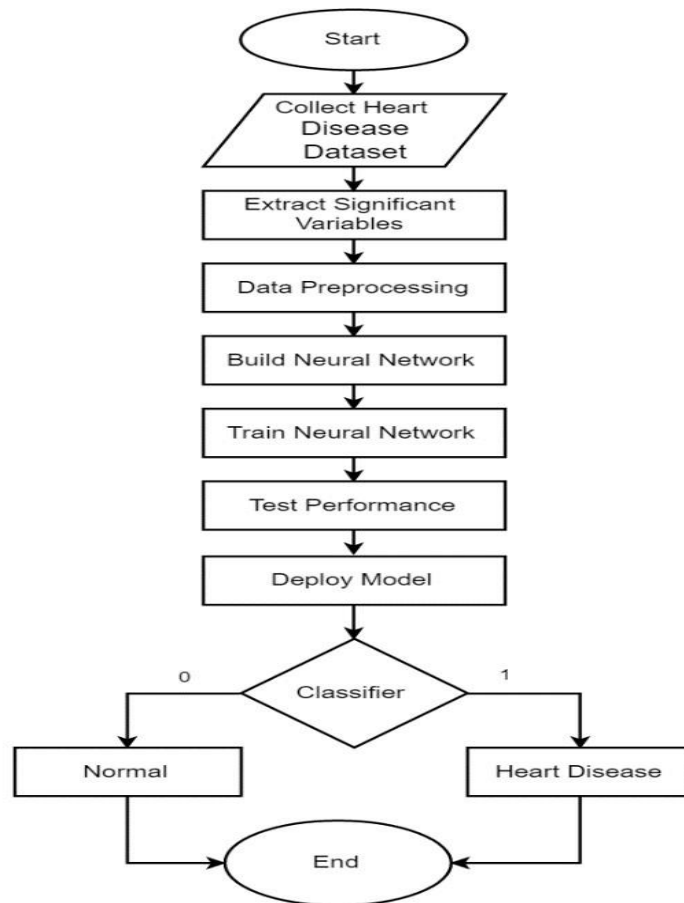 Start
Collect Heart
Disease
Dataset
Extract Significant
Variables
Data Preprocessing
Build Neural Network
Train Neural Network
Test Performance
Deploy Model
0
Classifier
1
Normal
Heart Disease
End